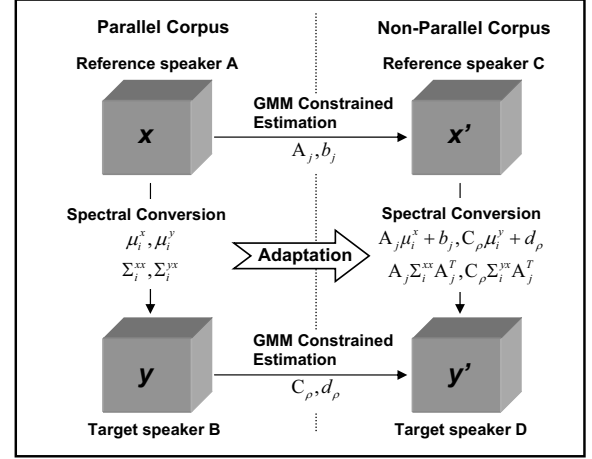 Parallel Corpus
Non-Parallel Corpus
Reference speaker A
Reference speaker C
x
GMM Constrained
Estimation
A_j, b_j
x'
Spectral Conversion
μ_i^x, μ_i^y
Σ_i^{xx}, Σ_i^{yx}
Adaptation
Spectral Conversion
A_j μ_i^x + b_j, C_ρ μ_i^y + d_ρ
A_j Σ_i^{xx} A_j^T, C_ρ Σ_i^{yx} A_j^T
y
GMM Constrained
Estimation
C_ρ, d_ρ
y'
Target speaker B
Target speaker D